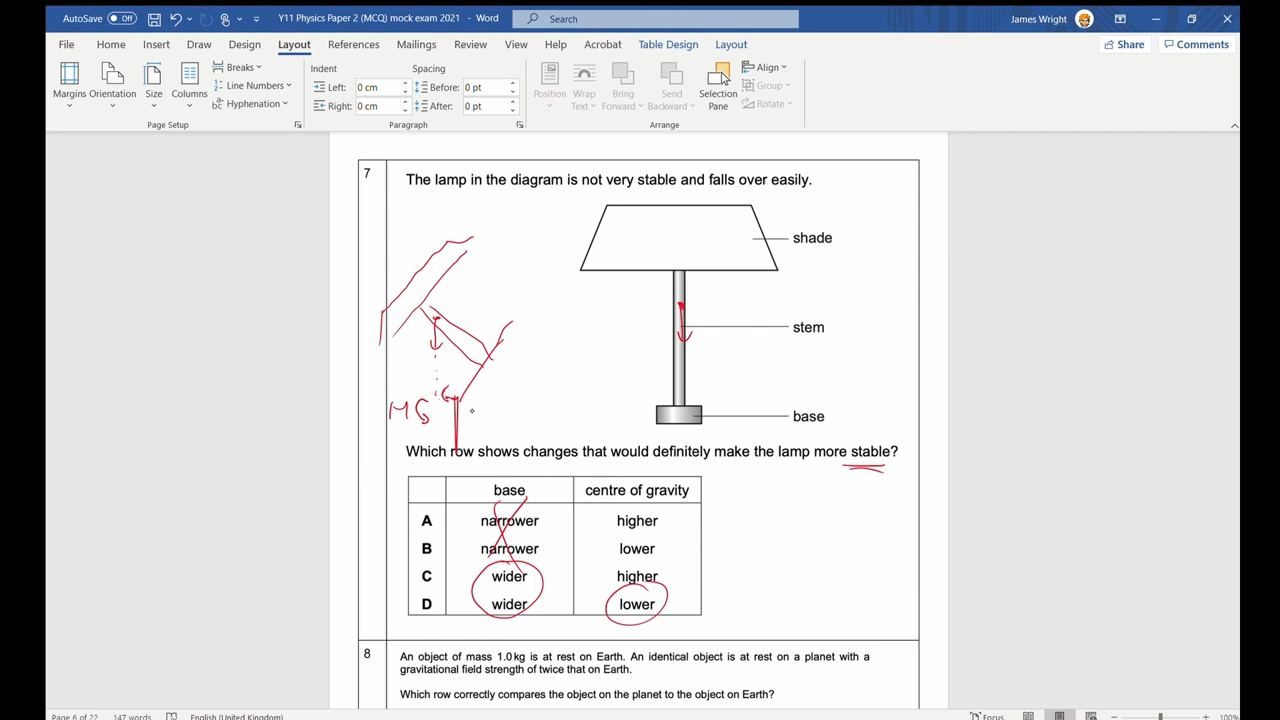 AutoSave Off Y11 Physics Paper 2 (MCQ) mock exam 2021 - Word Search James Wright
File Home Insert Draw Design Layout References Mailings Review View Help Acrobat Table Design Layout Share Comments
Margins Orientation Size Columns Breaks Line Numbers Hyphenation
Page Setup
Indent Spacing
Left: 0 cm Before: 0 pt
Right: 0 cm After: 0 pt
Paragraph
Position Wrap Text Bring Forward Send Backward Selection Pane Align Group Rotate
Arrange
7
The lamp in the diagram is not very stable and falls over easily.
shade
stem
base
Which row shows changes that would definitely make the lamp more stable?
base centre of gravity
A narrower higher
B narrower lower
C wider higher
D wider lower
8
An object of mass 1.0 kg is at rest on Earth. An identical object is at rest on a planet with a
gravitational field strength of twice that on Earth.
Which row correctly compares the object on the planet to the object on Earth?
Page 6 of 22 147 words English (United Kingdom) Focus 100%